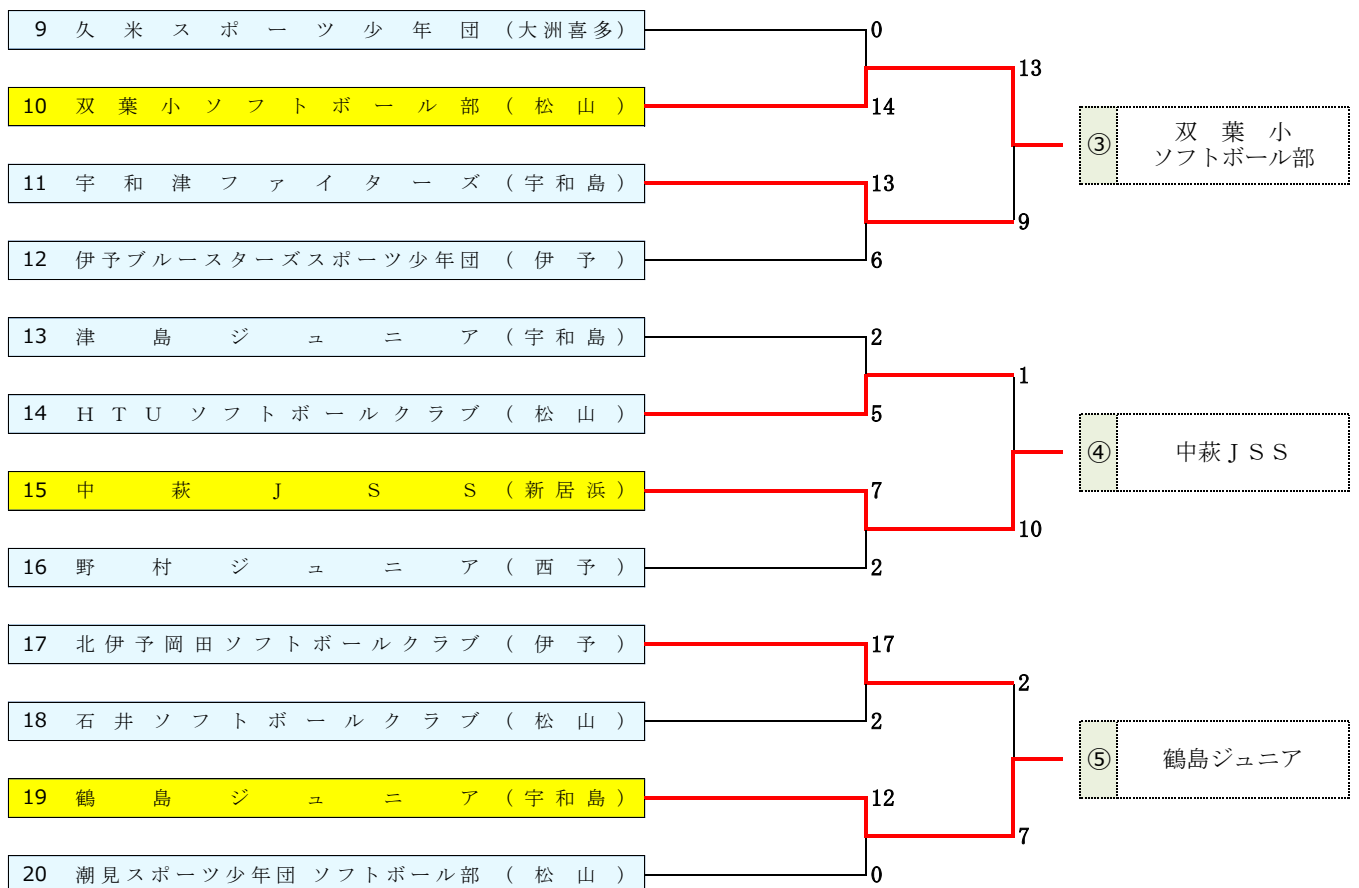 9 久米スポーツ少年団 (大洲喜多) 0
13
10 双葉小ソフトボール部 (松山) 14
③ 双葉小
ソフトボール部
11 宇和津ファイターズ (宇和島) 13
9
12 伊予ブルースターズスポーツ少年団 (伊予) 6
13 津島ジュニア (宇和島) 2
1
14 HTUソフトボールクラブ (松山) 5
④ 中萩JSS
15 中萩JSS (新居浜) 7
10
16 野村ジュニア (西予) 2
17 北伊予岡田ソフトボールクラブ (伊予) 17
2
18 石井ソフトボールクラブ (松山) 2
⑤ 鶴島ジュニア
19 鶴島ジュニア (宇和島) 12
7
20 潮見スポーツ少年団 ソフトボール部 (松山) 0